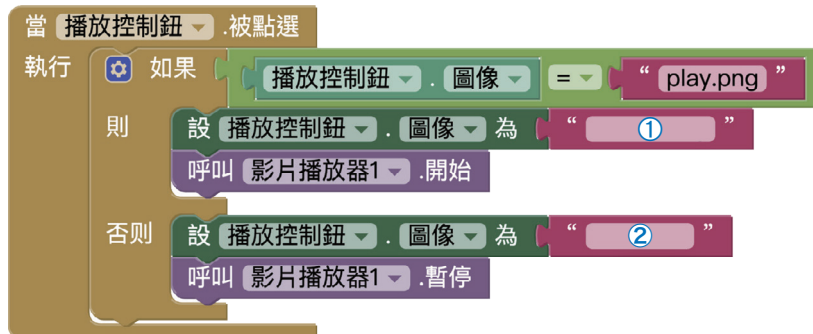 當 播放控制鈕 .被點選
執行 如果 播放控制鈕 . 圖像 = “ play.png ”
則 設 播放控制鈕 . 圖像 為 “ ① ”
呼叫 影片播放器1 .開始
否則 設 播放控制鈕 . 圖像 為 “ ② ”
呼叫 影片播放器1 .暫停